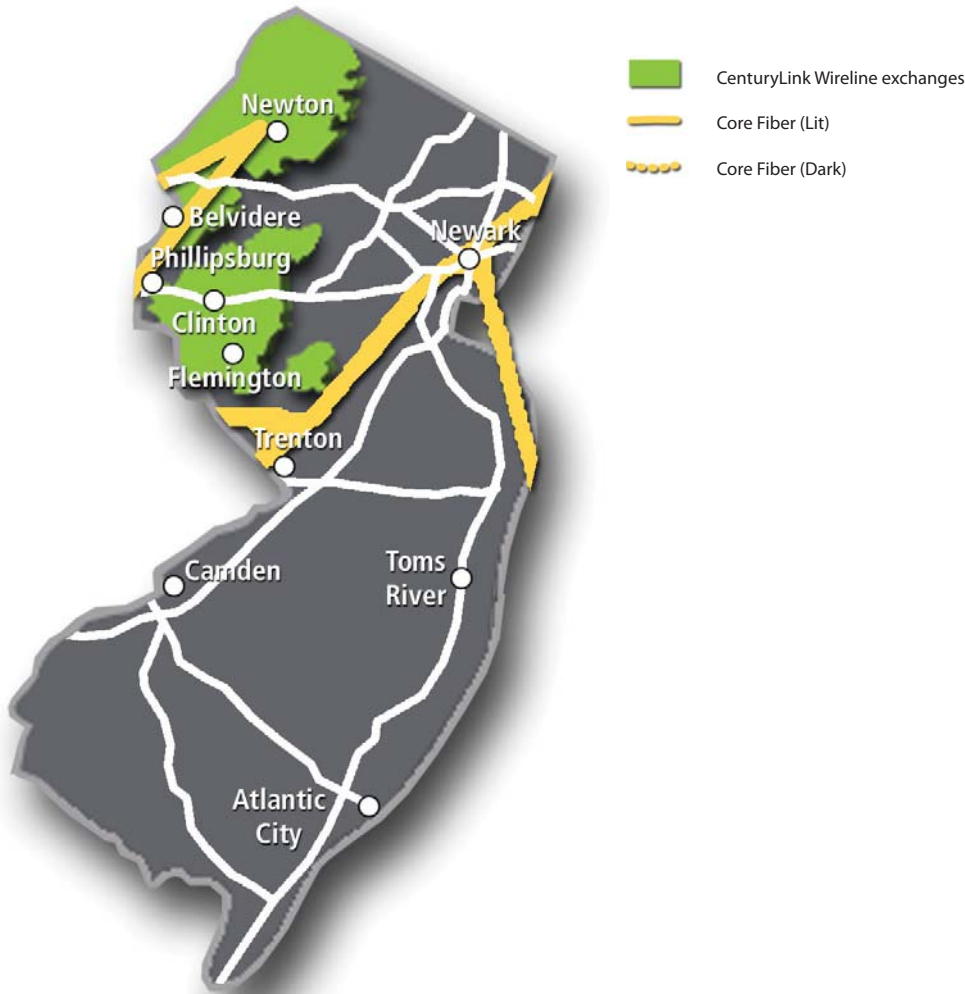 CenturyLink Wireline exchanges
Core Fiber (Lit)
Core Fiber (Dark)
Newton
Belvidere
Newark
Phillipsburg
Clinton
Flemington
Trenton
Camden
Toms
River
Atlantic
City